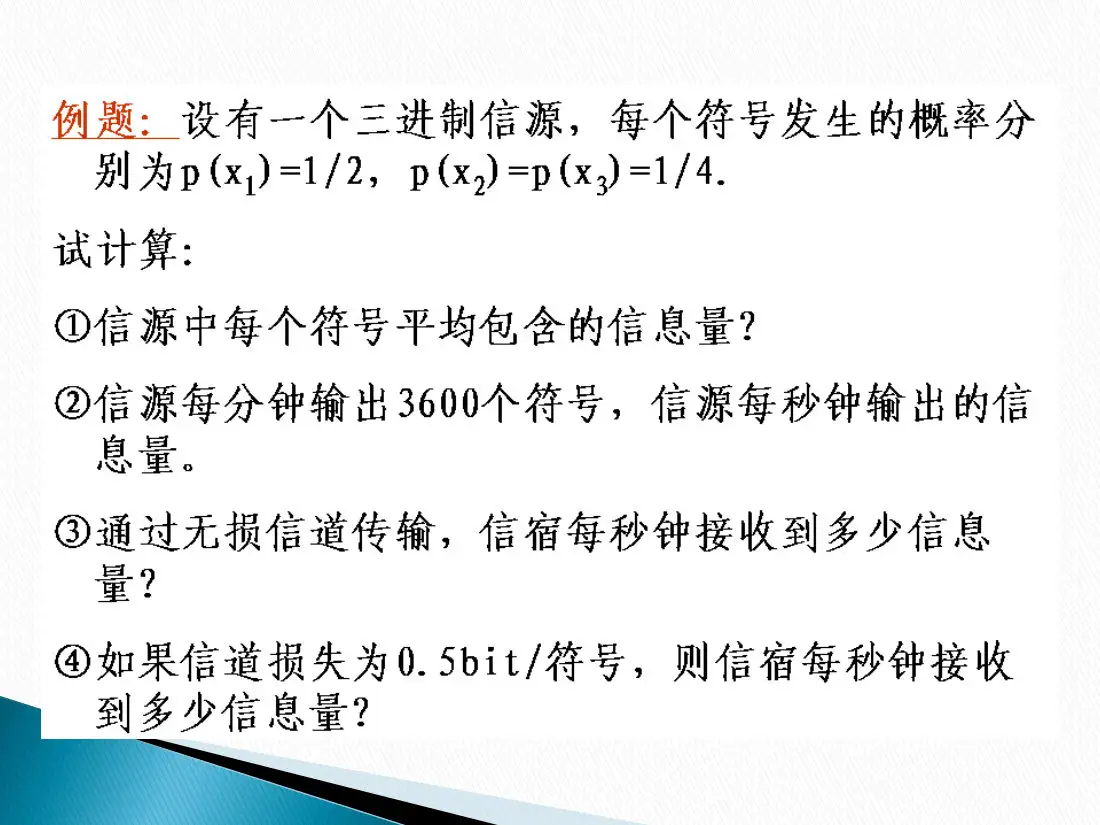 例题：设有一个三进制信源，每个符号发生的概率分
别为p(x₁)=1/2，p(x₂)=p(x₃)=1/4.
试计算：
①信源中每个符号平均包含的信息量？
②信源每分钟输出3600个符号，信源每秒钟输出的信
息量。
③通过无损信道传输，信宿每秒钟接收到多少信息
量？
④如果信道损失为0.5bit/符号，则信宿每秒钟接收
到多少信息量？